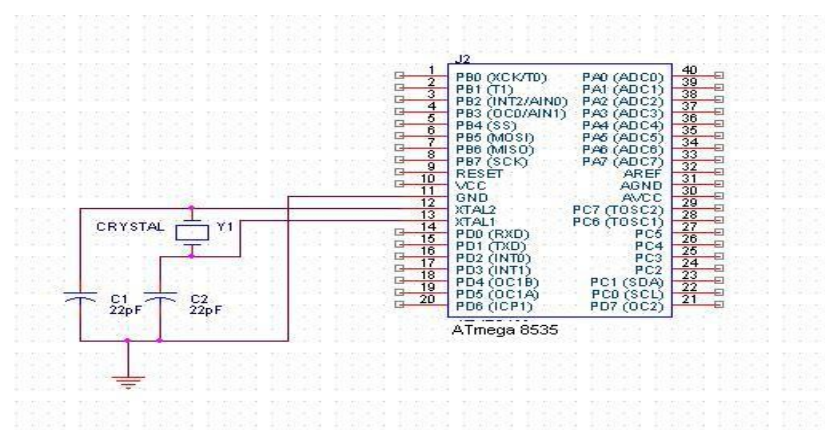 J2
1 PB0 (XCK/T0) PA0 (ADC0) 40
2 PB1 (T1) PA1 (ADC1) 39
3 PB2 (INT2/AIN0) PA2 (ADC2) 38
4 PB3 (OC0/AIN1) PA3 (ADC3) 37
5 PB4 (SS) PA4 (ADC4) 36
6 PB5 (MOSI) PA5 (ADC5) 35
7 PB6 (MISO) PA6 (ADC6) 34
8 PB7 (SCK) PA7 (ADC7) 33
9 RESET AREF 32
10 VCC AGND 31
11 GND AVCC 30
12 XTAL2 PC7 (TOSC2) 29
13 XTAL1 PC6 (TOSC1) 28
14 PD0 (RXD) PC5 27
15 PD1 (TXD) PC4 26
16 PD2 (INT0) PC3 25
17 PD3 (INT1) PC2 24
18 PD4 (OC1B) PC1 (SDA) 23
19 PD5 (OC1A) PC0 (SCL) 22
20 PD6 (ICP1) PD7 (OC2) 21
ATmega 8535
CRYSTAL Y1
C1 C2
22pF 22pF